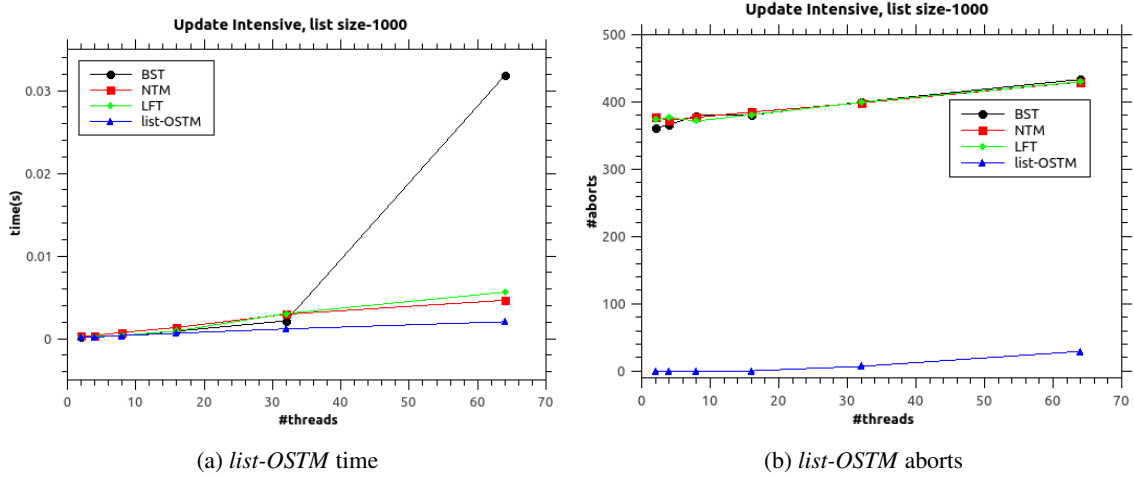 Update Intensive, list size-1000
BST
NTM
LFT
list-OSTM
time(s)
0.03
0.02
0.01
0
0 10 20 30 40 50 60 70
#threads
(a) list-OSTM time
Update Intensive, list size-1000
500
400
300
200
100
0
#aborts
BST
NTM
LFT
list-OSTM
0 10 20 30 40 50 60 70
#threads
(b) list-OSTM aborts